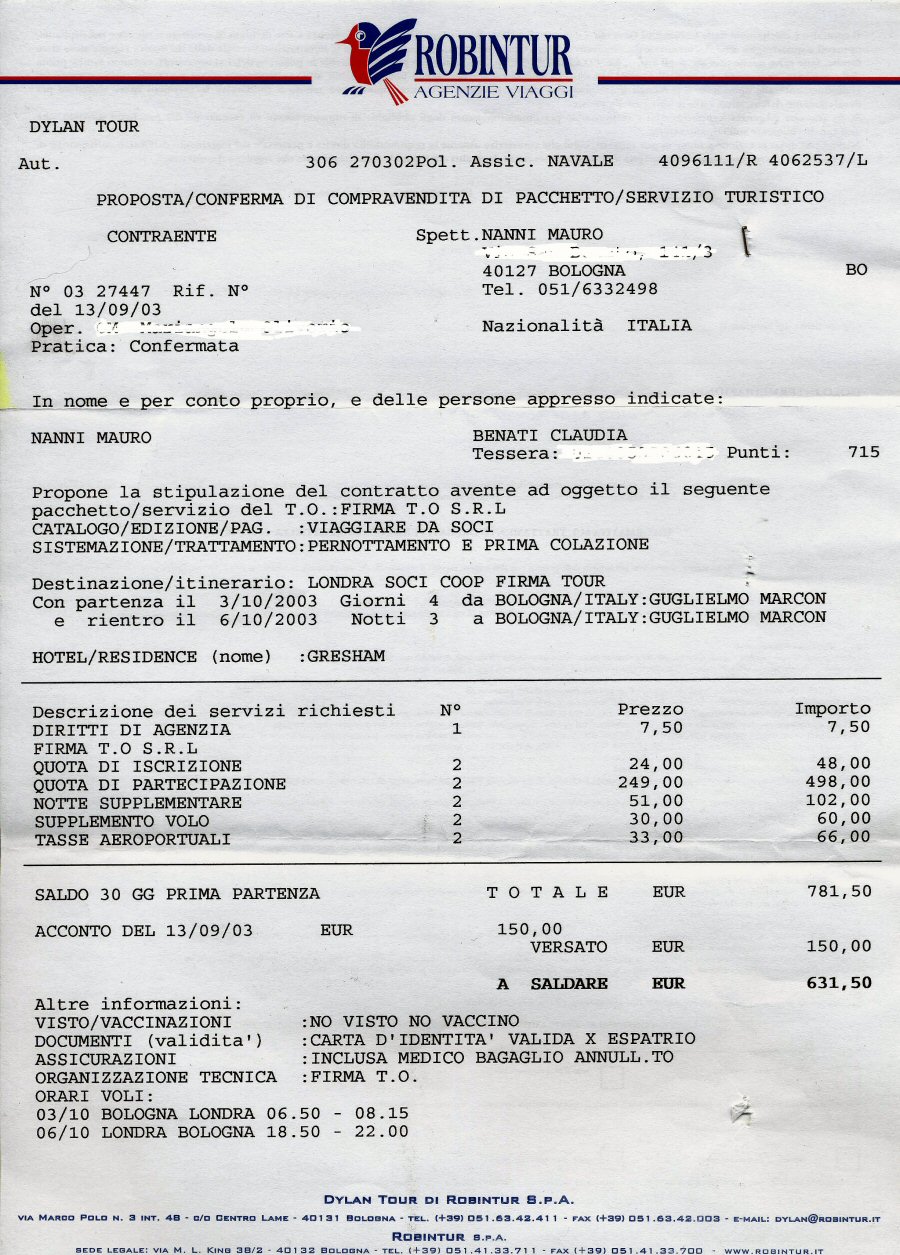 ROBINTUR
AGENZIE VIAGGI
DYLAN TOUR
Aut. 306 270302Pol. Assic. NAVALE 4096111/R 4062537/L
PROPOSTA/CONFERMA DI COMPRAVENDITA DI PACCHETTO/SERVIZIO TURISTICO
CONTRAENTE Spett.NANNI MAURO
141/3
40127 BOLOGNA BO
N° 03 27447 Rif. N° Tel. 051/6332498
del 13/09/03
Oper. Nazionalità ITALIA
Pratica: Confermata
In nome e per conto proprio, e delle persone appresso indicate:
NANNI MAURO BENATI CLAUDIA
Tessera: Punti: 715
Propone la stipulazione del contratto avente ad oggetto il seguente
pacchetto/servizio del T.O.:FIRMA T.O S.R.L
CATALOGO/EDIZIONE/PAG. :VIAGGIARE DA SOCI
SISTEMAZIONE/TRATTAMENTO:PERNOTTAMENTO E PRIMA COLAZIONE
Destinazione/itinerario: LONDRA SOCI COOP FIRMA TOUR
Con partenza il 3/10/2003 Giorni 4 da BOLOGNA/ITALY:GUGLIELMO MARCON
e rientro il 6/10/2003 Notti 3 a BOLOGNA/ITALY:GUGLIELMO MARCON
HOTEL/RESIDENCE (nome) :GRESHAM
Descrizione dei servizi richiesti N° Prezzo Importo
DIRITTI DI AGENZIA 1 7,50 7,50
FIRMA T.O S.R.L
QUOTA DI ISCRIZIONE 2 24,00 48,00
QUOTA DI PARTECIPAZIONE 2 249,00 498,00
NOTTE SUPPLEMENTARE 2 51,00 102,00
SUPPLEMENTO VOLO 2 30,00 60,00
TASSE AEROPORTUALI 2 33,00 66,00
SALDO 30 GG PRIMA PARTENZA T O T A L E EUR 781,50
ACCONTO DEL 13/09/03 EUR 150,00
VERSATO EUR 150,00
A SALDARE EUR 631,50
Altre informazioni:
VISTO/VACCINAZIONI :NO VISTO NO VACCINO
DOCUMENTI (validita') :CARTA D'IDENTITA' VALIDA X ESPATRIO
ASSICURAZIONI :INCLUSA MEDICO BAGAGLIO ANNULL.TO
ORGANIZZAZIONE TECNICA :FIRMA T.O.
ORARI VOLI:
03/10 BOLOGNA LONDRA 06.50 - 08.15
06/10 LONDRA BOLOGNA 18.50 - 22.00
DYLAN TOUR DI ROBINTUR S.P.A.
VIA MARCO POLO N. 3 INT. 48 - C/O CENTRO LAME - 40131 BOLOGNA - TEL. (+39) 051.63.42.411 - FAX (+39) 051.63.42.003 - E-MAIL: DYLAN@ROBINTUR.IT
ROBINTUR S.P.A.
SEDE LEGALE: VIA M. L. KING 38/2 - 40132 BOLOGNA - TEL. (+39) 051.41.33.711 - FAX (+39) 051.41.33.700 - WWW.ROBINTUR.IT